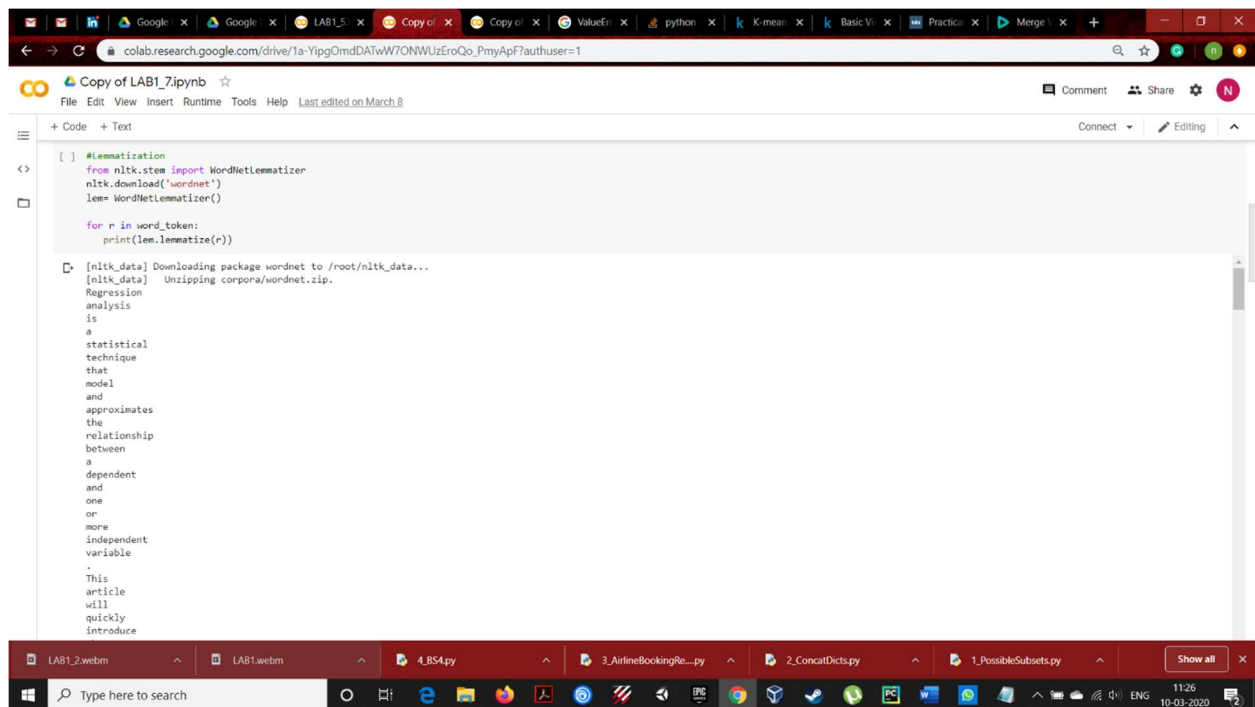 Google
Google
LAB1_5.
Copy of
Copy of
ValueErr
python
K-mean
Basic Vi
Practical
Merge
colab.research.google.com/drive/1a-YipgOmdDATwW7ONWUzEroQo_PmyApF?authuser=1
Copy of LAB1_7.ipynb
File Edit View Insert Runtime Tools Help Last edited on March 8
Comment Share N
+ Code + Text
Connect Editing
[ ] #Lemmatization
from nltk.stem import WordNetLemmatizer
nltk.download('wordnet')
lem= WordNetLemmatizer()
for r in word_token:
print(lem.lemmatize(r))
[nltk_data] Downloading package wordnet to /root/nltk_data...
[nltk_data] Unzipping corpora/wordnet.zip.
Regression
analysis
is
a
statistical
technique
that
model
and
approximates
the
relationship
between
a
dependent
and
one
or
more
independent
variable
.
This
article
will
quickly
introduce
LAB1_2.webm
LAB1.webm
4_BS4.py
3_AirlineBookingRe....py
2_ConcatDicts.py
1_PossibleSubsets.py
Show all
Type here to search
EPIC
ENG
11:26
10-03-2020
2